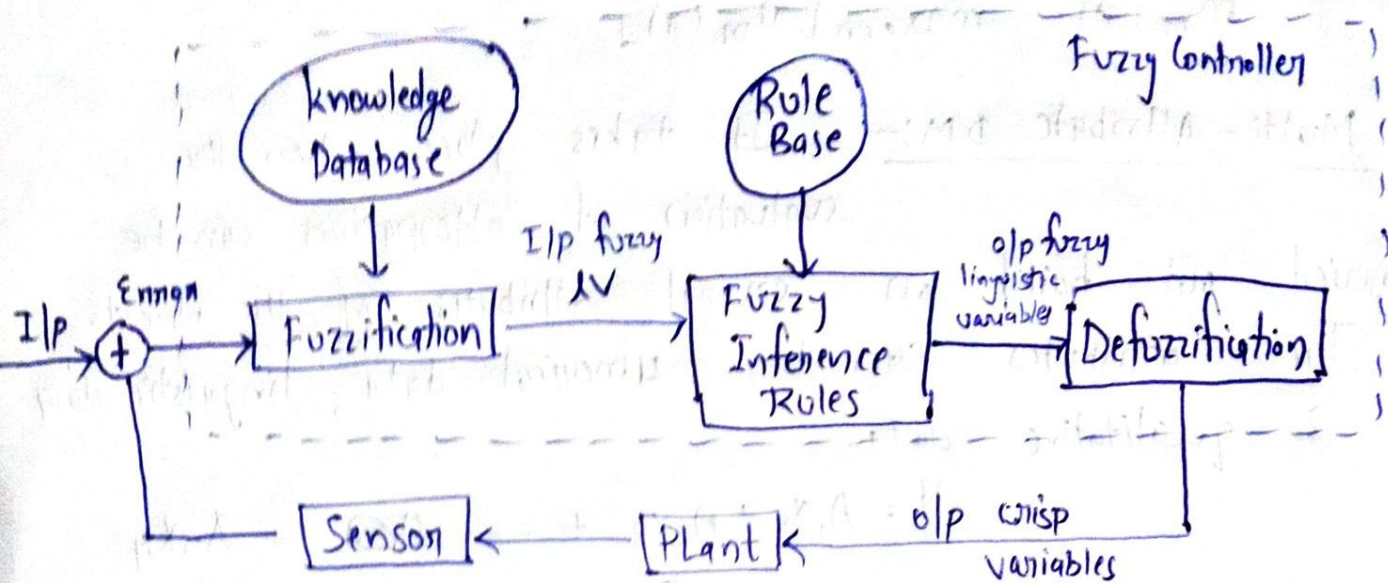 Fuzzy Controller
Knowledge
Database
Rule
Base
I/p
Error
+
Fuzzification
I/p fuzzy
LV
Fuzzy
Inference
Rules
o/p fuzzy
linguistic
variables
Defuzzification
Sensor
Plant
o/p crisp
variables